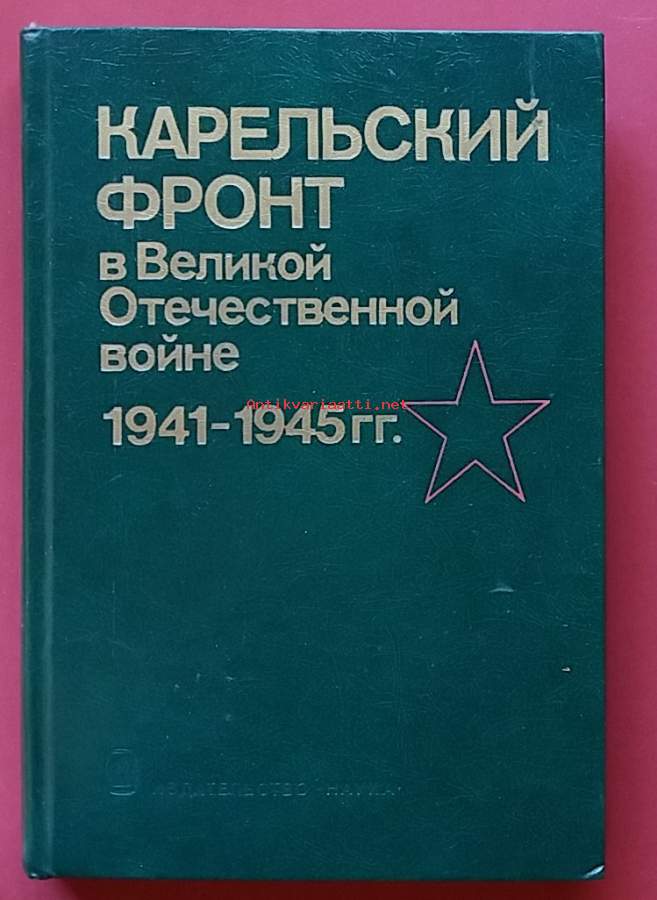 КАРЕЛЬСКИЙ
ФРОНТ
в Великой
Отечественной
войне
Antikvariaatti.net
1941-1945 гг.
ИЗДАТЕЛЬСТВО «НАУКА»